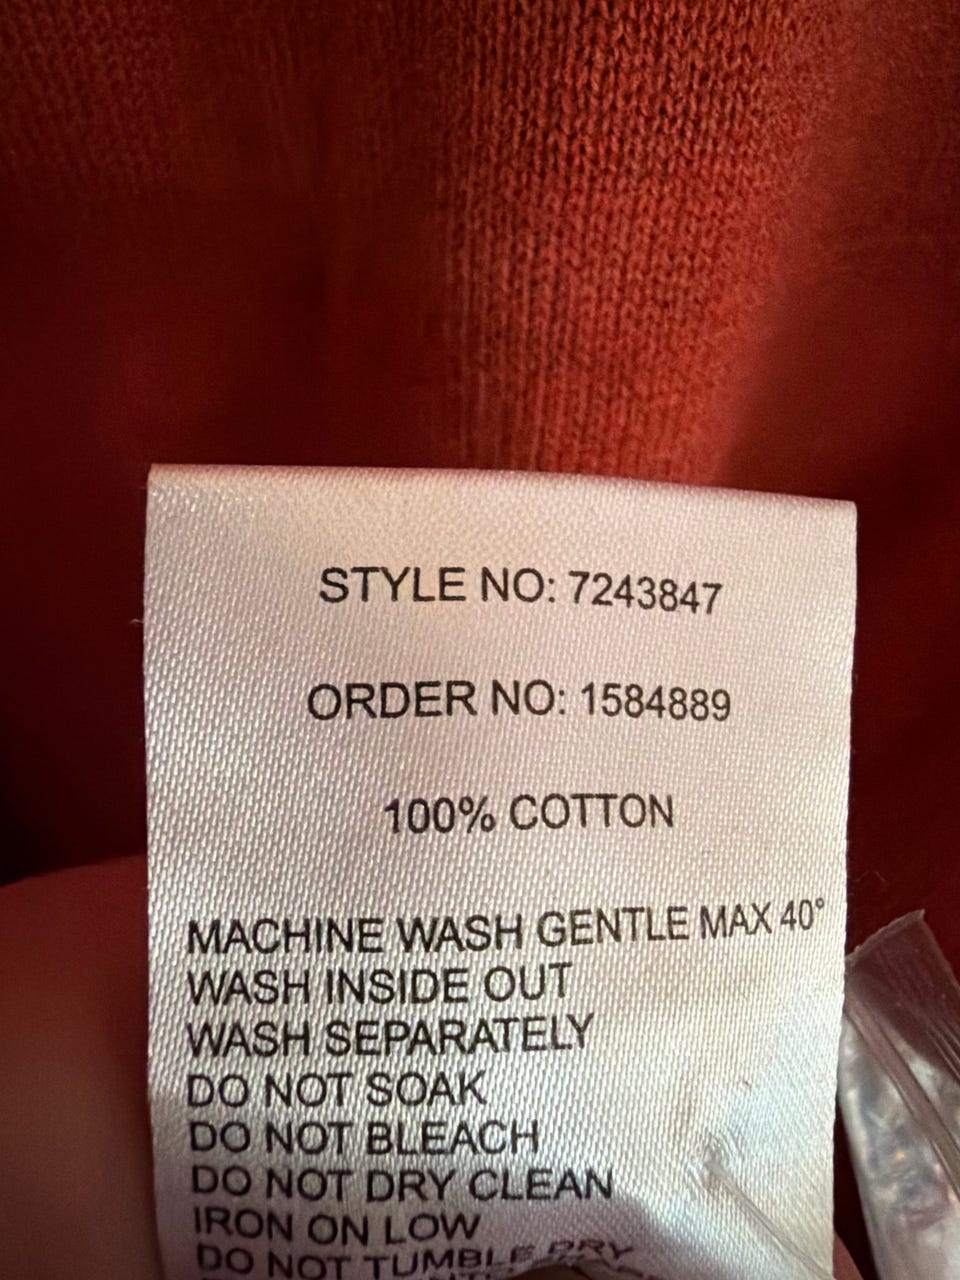 STYLE NO: 7243847
ORDER NO: 1584889
100% COTTON
MACHINE WASH GENTLE MAX 40°
WASH INSIDE OUT
WASH SEPARATELY
DO NOT SOAK
DO NOT BLEACH
DO NOT DRY CLEAN
IRON ON LOW
DO NOT TUMBLE DRY